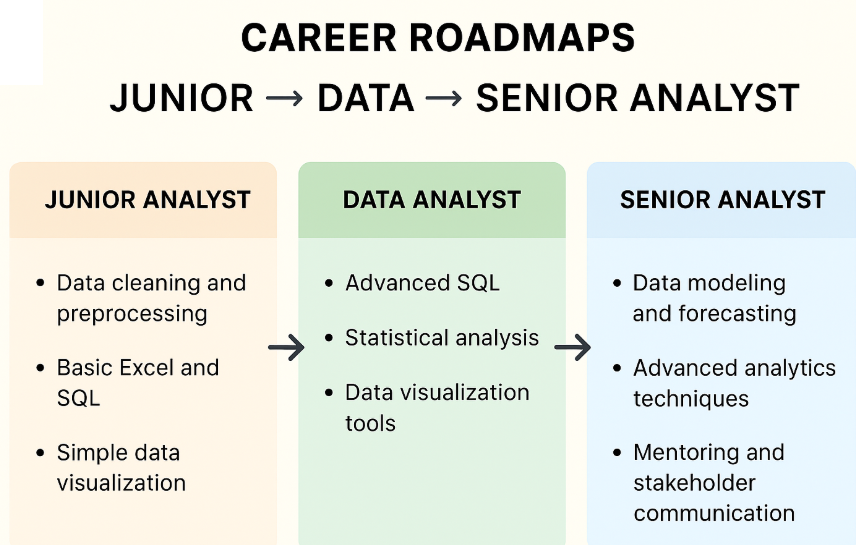 CAREER ROADMAPS
JUNIOR → DATA → SENIOR ANALYST
JUNIOR ANALYST
• Data cleaning and
preprocessing
• Basic Excel and
SQL
• Simple data
visualization
DATA ANALYST
• Advanced SQL
• Statistical analysis
• Data visualization
tools
SENIOR ANALYST
• Data modeling
and forecasting
• Advanced analytics
techniques
• Mentoring and
stakeholder
communication